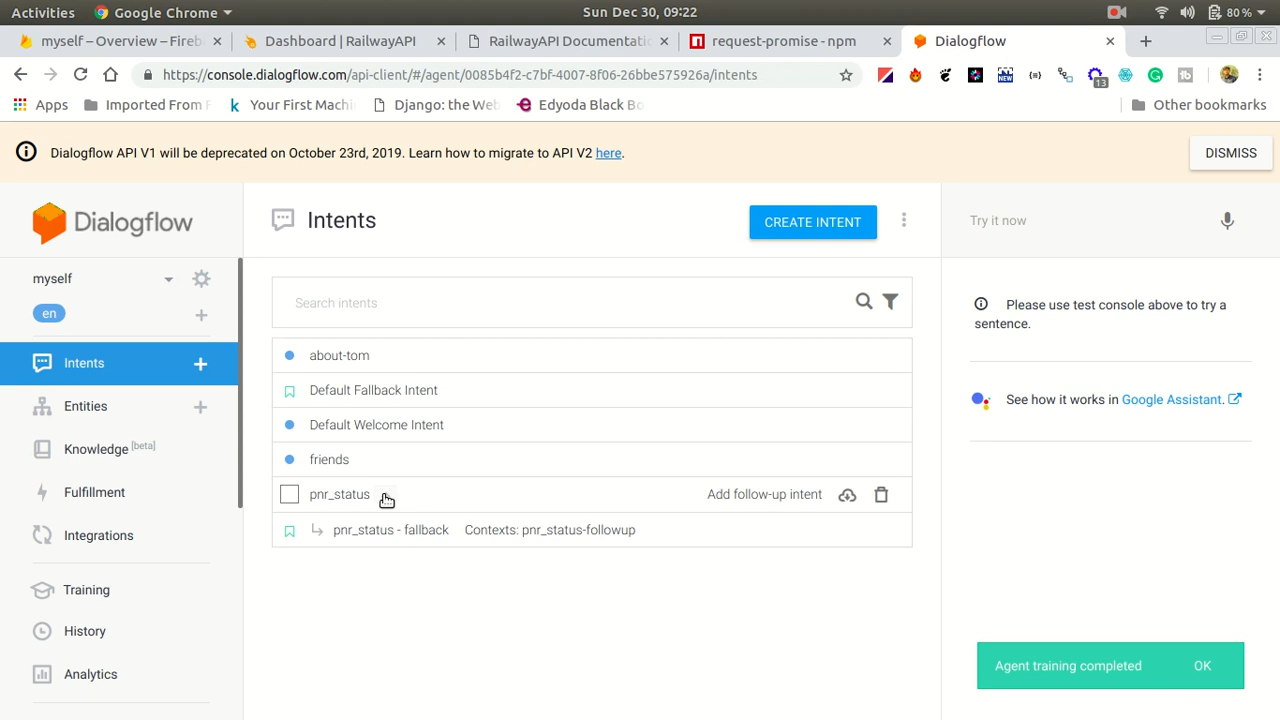 Activities Google Chrome Sun Dec 30, 09:22 80 %
myself – Overview – Fireb Dashboard | RailwayAPI RailwayAPI Documentatio request-promise - npm Dialogflow
https://console.dialogflow.com/api-client/#/agent/0085b4f2-c7bf-4007-8f06-26bbe575926a/intents
NEW 13
Apps Imported From F Your First Machi Django: the Web Edyoda Black Bo Other bookmarks
Dialogflow API V1 will be deprecated on October 23rd, 2019. Learn how to migrate to API V2 here. DISMISS
Dialogflow Intents CREATE INTENT Try it now
myself
en
Search intents
Please use test console above to try a
sentence.
Intents
Entities
Knowledge [beta]
Fulfillment
Integrations
Training
History
Analytics
about-tom
Default Fallback Intent
Default Welcome Intent
friends
pnr_status Add follow-up intent
pnr_status - fallback Contexts: pnr_status-followup
See how it works in Google Assistant.
Agent training completed OK